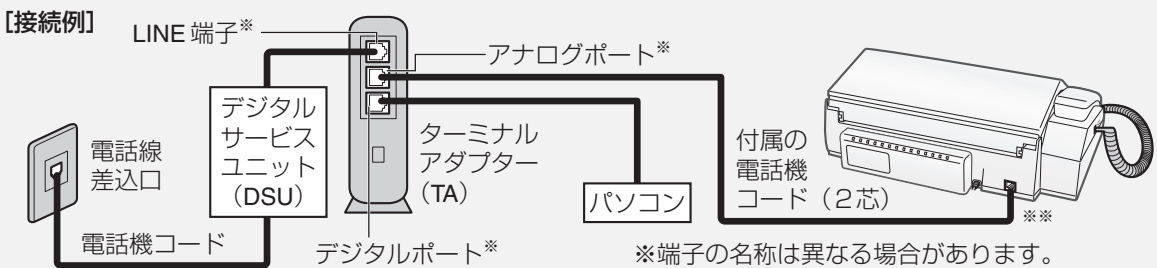 [接続例]
LINE 端子※
アナログポート※
デジタル
サービス
ユニット
（DSU）
電話線
差込口
ターミナル
アダプター
（TA）
付属の
電話機
コード（2芯）
パソコン
※※
電話機コード
デジタルポート※
※端子の名称は異なる場合があります。